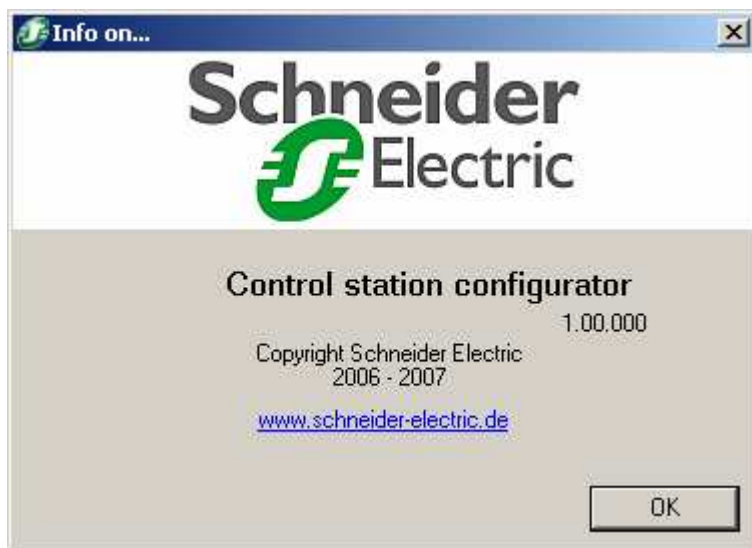 Info on...
Schneider
Electric
Control station configurator
1.00.000
Copyright Schneider Electric
2006 - 2007
www.schneider-electric.de
OK